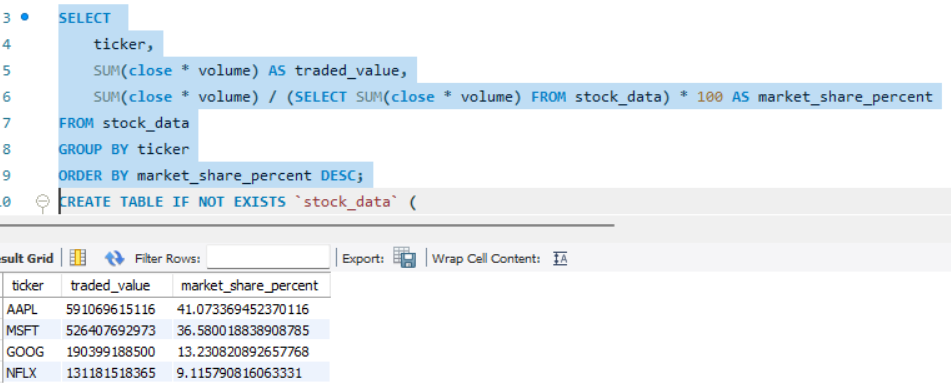 3 SELECT
4 ticker,
5 SUM(close * volume) AS traded_value,
6 SUM(close * volume) / (SELECT SUM(close * volume) FROM stock_data) * 100 AS market_share_percent
7 FROM stock_data
8 GROUP BY ticker
9 ORDER BY market_share_percent DESC;
0 CREATE TABLE IF NOT EXISTS `stock_data` (
sult Grid Filter Rows: Export: Wrap Cell Content:
ticker traded_value market_share_percent
AAPL 591069615116 41.073369452370116
MSFT 526407692973 36.580018838908785
GOOG 190399188500 13.230820892657768
NFLX 131181518365 9.115790816063331